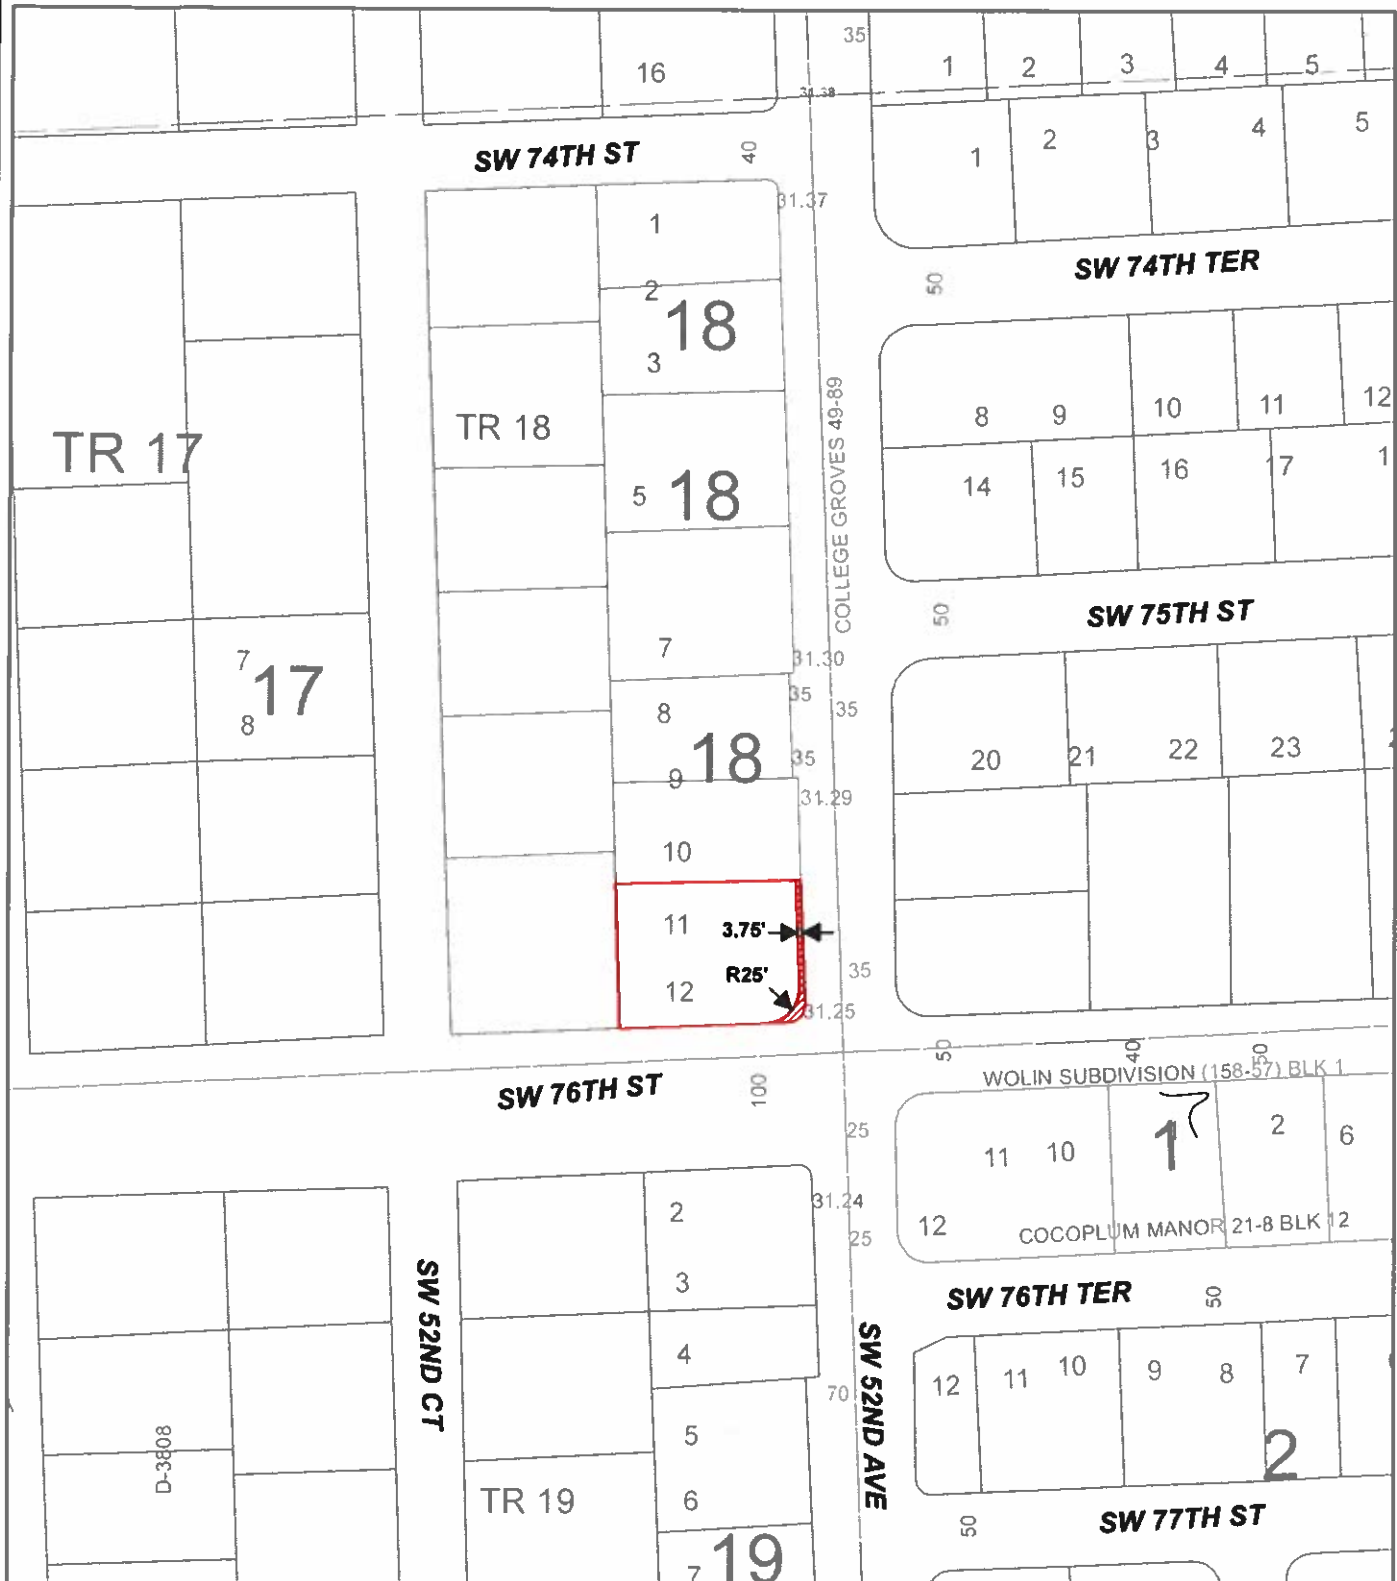 35
16
1 2 3 4 5
31.38
SW 74TH ST
40
1 2 3 4 5
31.37
1
SW 74TH TER
50
2
18
3
TR 18
COLLEGE GROVES 49-89
8 9 10 11 12
TR 17
5 18
14 15 16 17 1
50
SW 75TH ST
7
31.30
7
17
8
35
8
35
18
35
9
20 21 22 23
31.29
10
11
3.75'
12
R25'
35
31.25
50
40
50
WOLIN SUBDIVISION (158-57) BLK 1
SW 76TH ST
100
25
11 10 1 2 6
31.24
2
12
COCOPLUM MANOR 21-8 BLK 12
25
3
SW 76TH TER
50
SW 52ND CT
4
SW 52ND AVE
12 11 10 9 8 7
70
5
2
D-3808
TR 19
6
50
SW 77TH ST
7 19